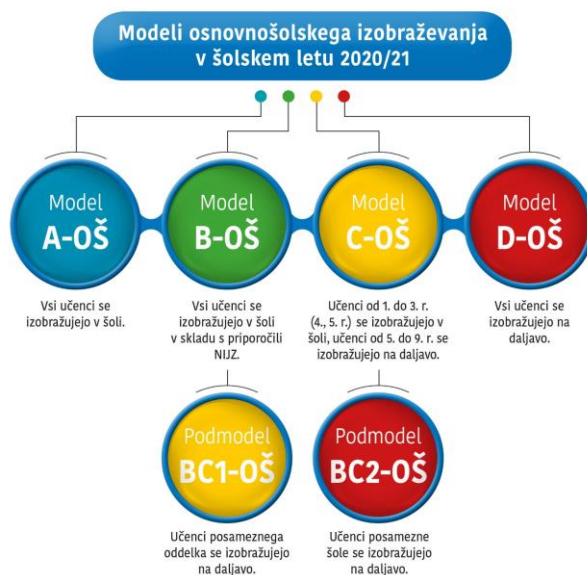 Modeli osnovnošolskega izobraževanja
v šolskem letu 2020/21
Model
A-OŠ
Model
B-OŠ
Model
C-OŠ
Model
D-OŠ
Vsi učenci se
izobražujejo v šoli.
Vsi učenci se
izobražujejo v šoli
v skladu s priporočili
NIJZ.
Učenci od 1. do 3. r.
(4., 5. r.) se izobražujejo v
šoli, učenci od 5. do 9. r. se
izobražujejo na daljavo.
Vsi učenci se
izobražujejo na
daljavo.
Podmodel
BC1-OŠ
Podmodel
BC2-OŠ
Učenci posameznega
oddelka se izobražujejo
na daljavo.
Učenci posamezne
šole se izobražujejo
na daljavo.